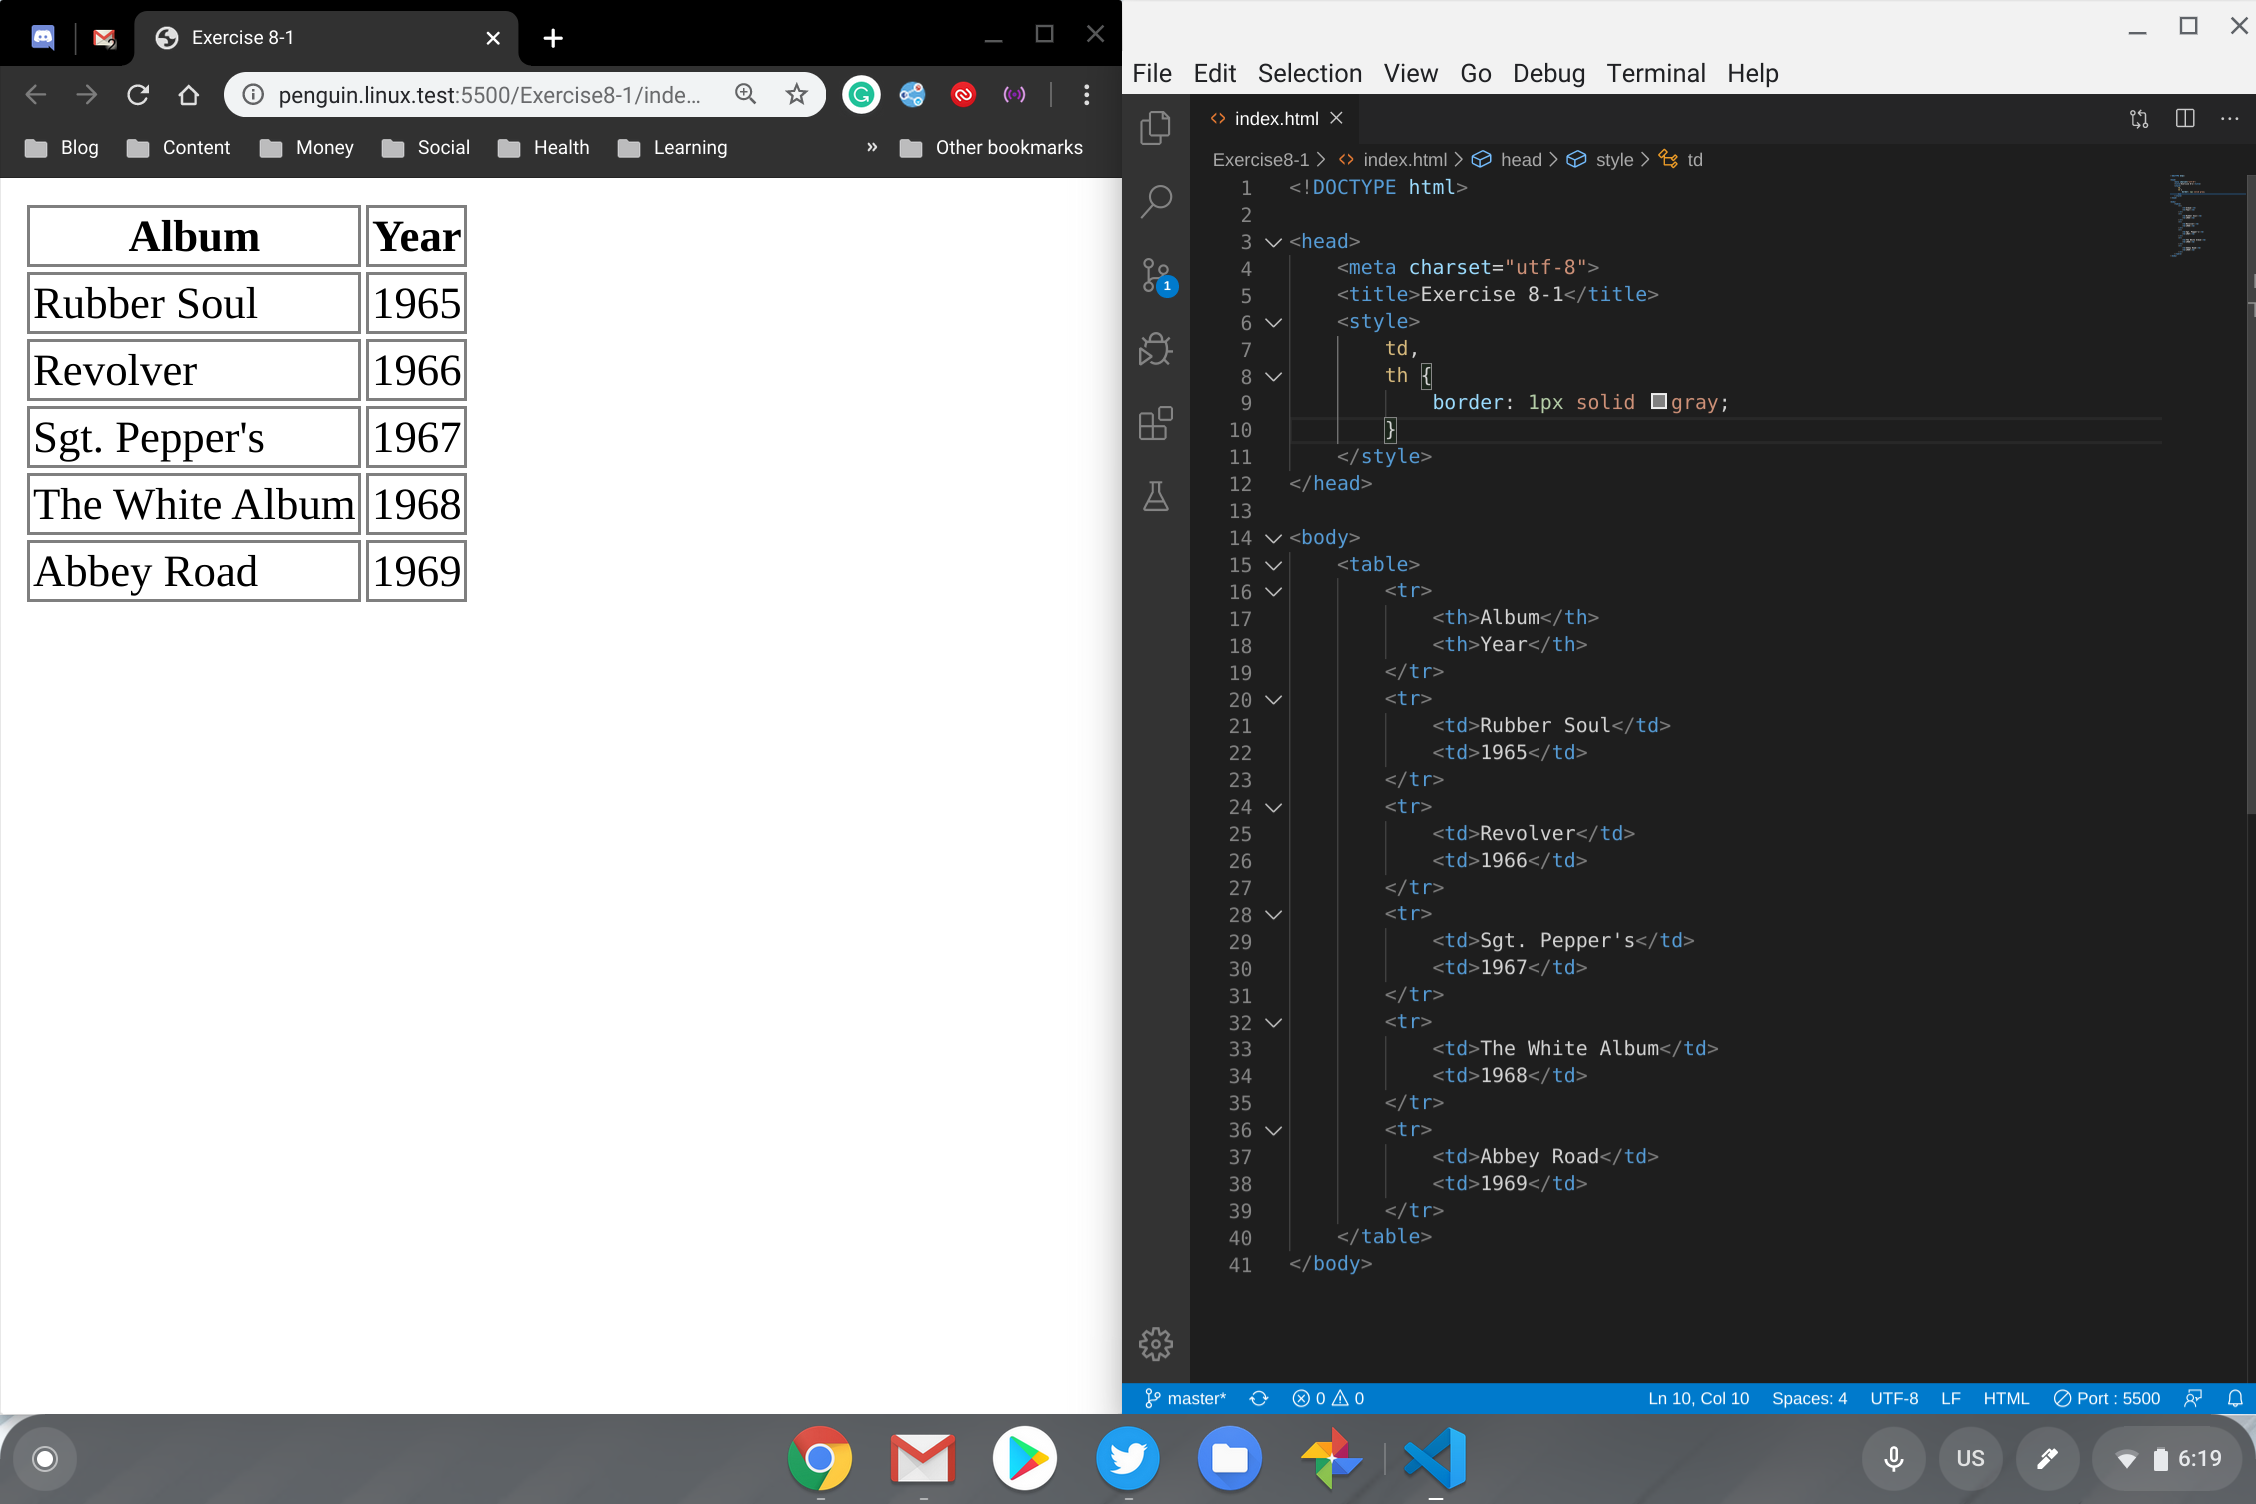 Exercise 8-1
penguin.linux.test:5500/Exercise8-1/inde...
Blog Content Money Social Health Learning » Other bookmarks
Album Year
Rubber Soul 1965
Revolver 1966
Sgt. Pepper's 1967
The White Album 1968
Abbey Road 1969
File Edit Selection View Go Debug Terminal Help
index.html
Exercise8-1 > index.html > head > style > td
1 <!DOCTYPE html>
2
3 <head>
4 <meta charset="utf-8">
5 <title>Exercise 8-1</title>
6 <style>
7 td,
8 th {
9 border: 1px solid gray;
10 }
11 </style>
12 </head>
13
14 <body>
15 <table>
16 <tr>
17 <th>Album</th>
18 <th>Year</th>
19 </tr>
20 <tr>
21 <td>Rubber Soul</td>
22 <td>1965</td>
23 </tr>
24 <tr>
25 <td>Revolver</td>
26 <td>1966</td>
27 </tr>
28 <tr>
29 <td>Sgt. Pepper's</td>
30 <td>1967</td>
31 </tr>
32 <tr>
33 <td>The White Album</td>
34 <td>1968</td>
35 </tr>
36 <tr>
37 <td>Abbey Road</td>
38 <td>1969</td>
39 </tr>
40 </table>
41 </body>
1
master* 0 0 Ln 10, Col 10 Spaces: 4 UTF-8 LF HTML Port : 5500
US 6:19